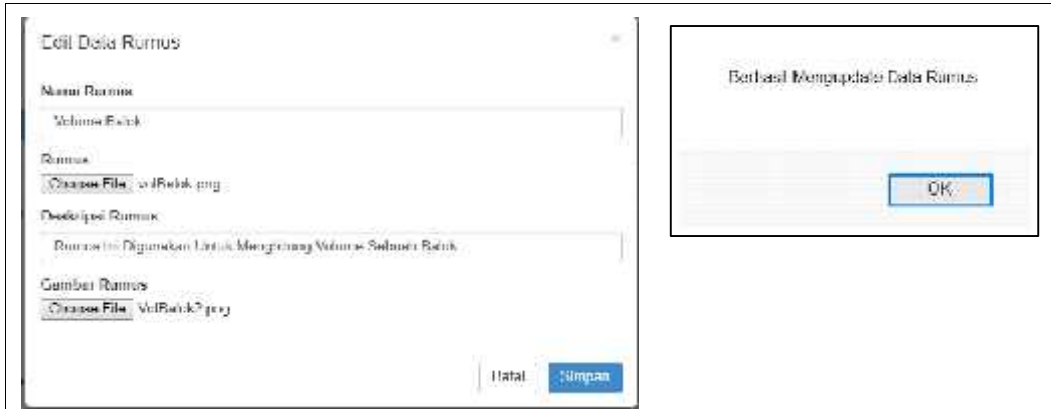 Edit Data Rumus
×
Nama Rumus
Volume Balok
Rumus
Choose File volBalok.png
Deskripsi Rumus
Rumus Ini Digunakan Untuk Menghitung Volume Sebuah Balok
Gambar Rumus
Choose File VolBalok2.png
Batal
Simpan
Berhasil Mengupdate Data Rumus
OK